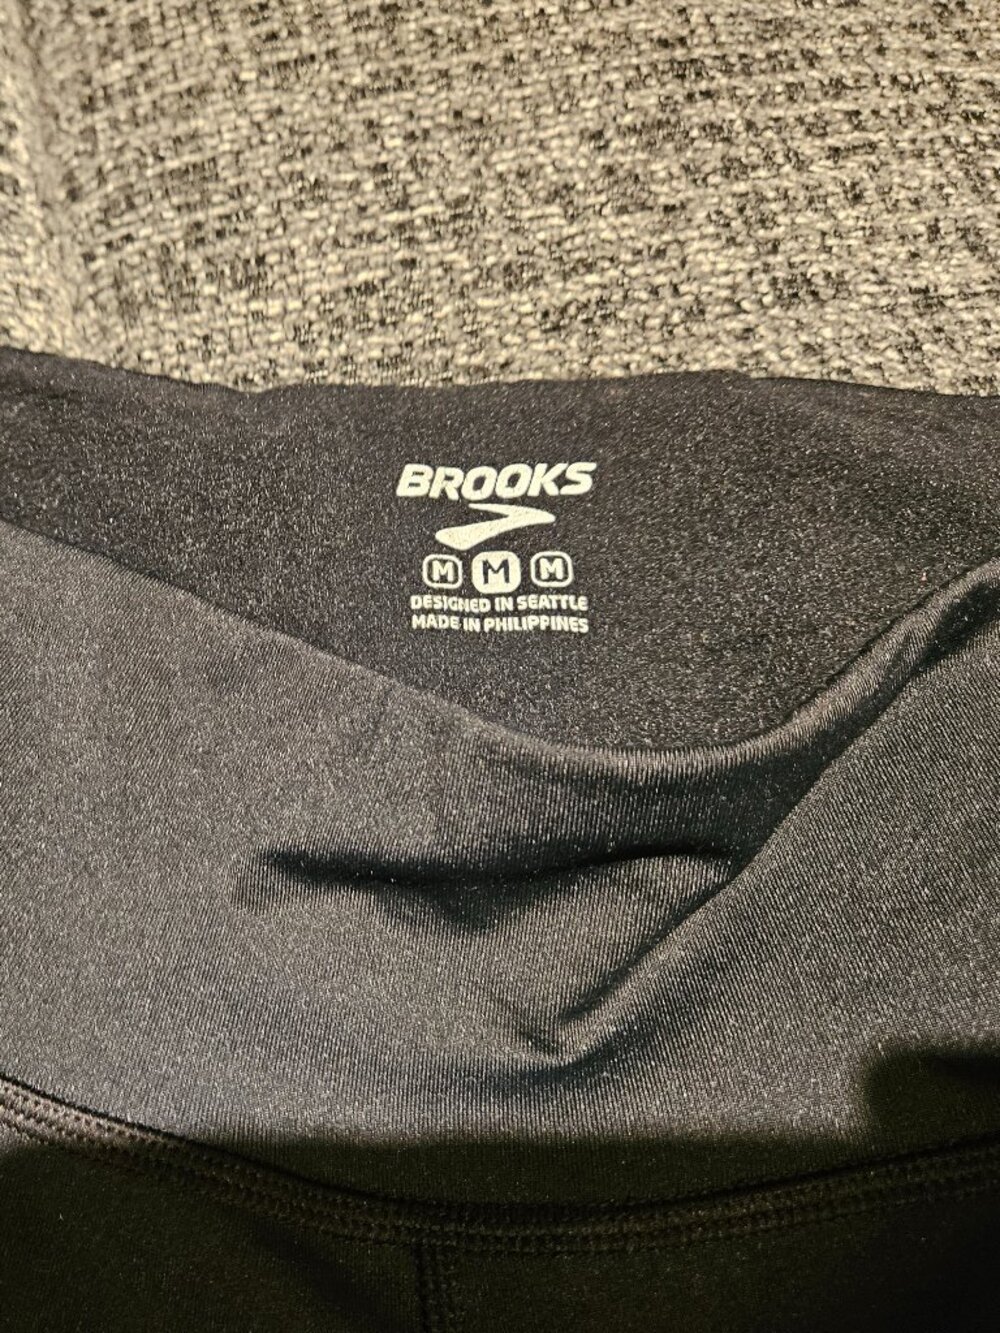 BROOKS
M M M
DESIGNED IN SEATTLE
MADE IN PHILIPPINES